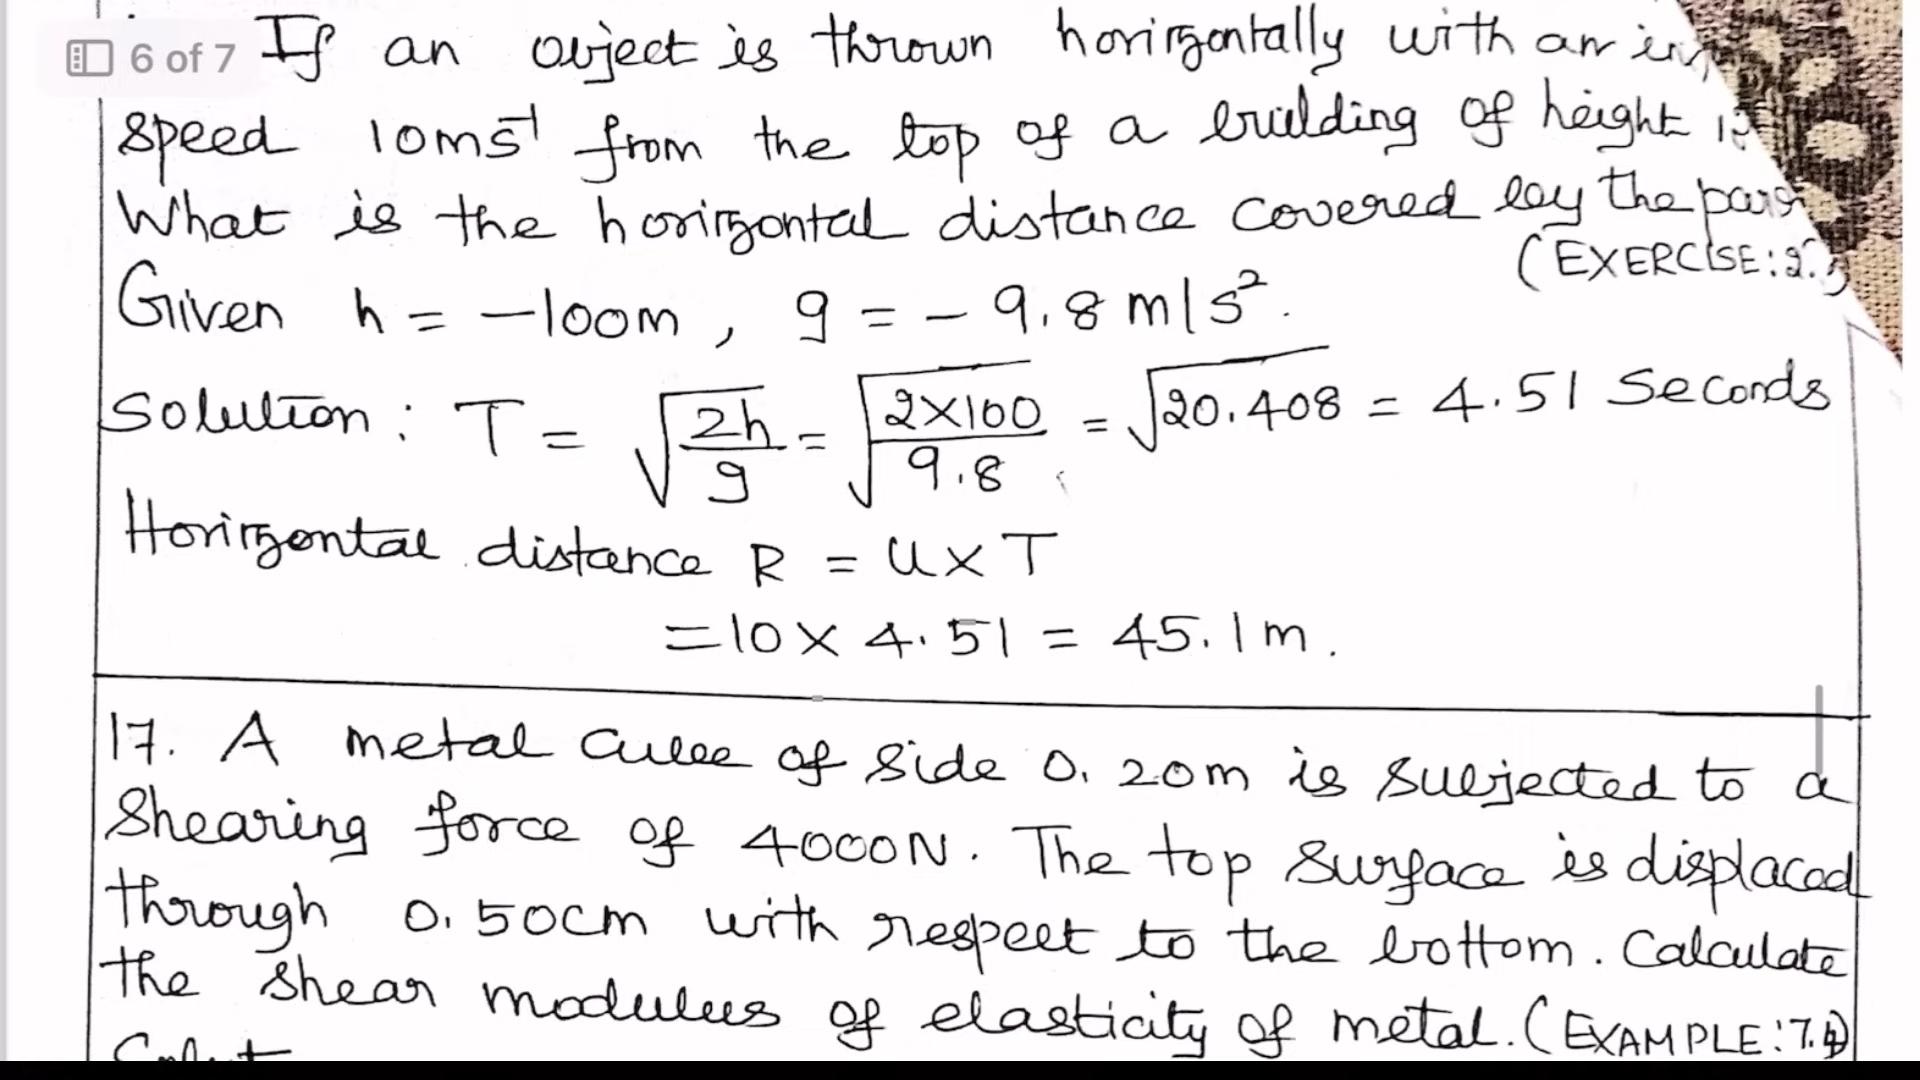 6 of 7
If an object is thrown horizontally with an
speed 10ms⁻¹ from the top of a building of height
What is the horizontal distance covered by the
(EXERCISE:2.
Given h = -100m, g = -9.8 m/s².
Solution: T = √(2h/g) = √(2×100/9.8) = √20.408 = 4.51 Seconds
Horizontal distance R = u×T
=10 × 4.51 = 45.1m.
17. A metal cube of side 0.20m is subjected to a
Shearing force of 4000N. The top surface is displaced
through 0.50cm with respect to the bottom. Calculate
the shear modulus of elasticity of metal. (EXAMPLE:7.4)